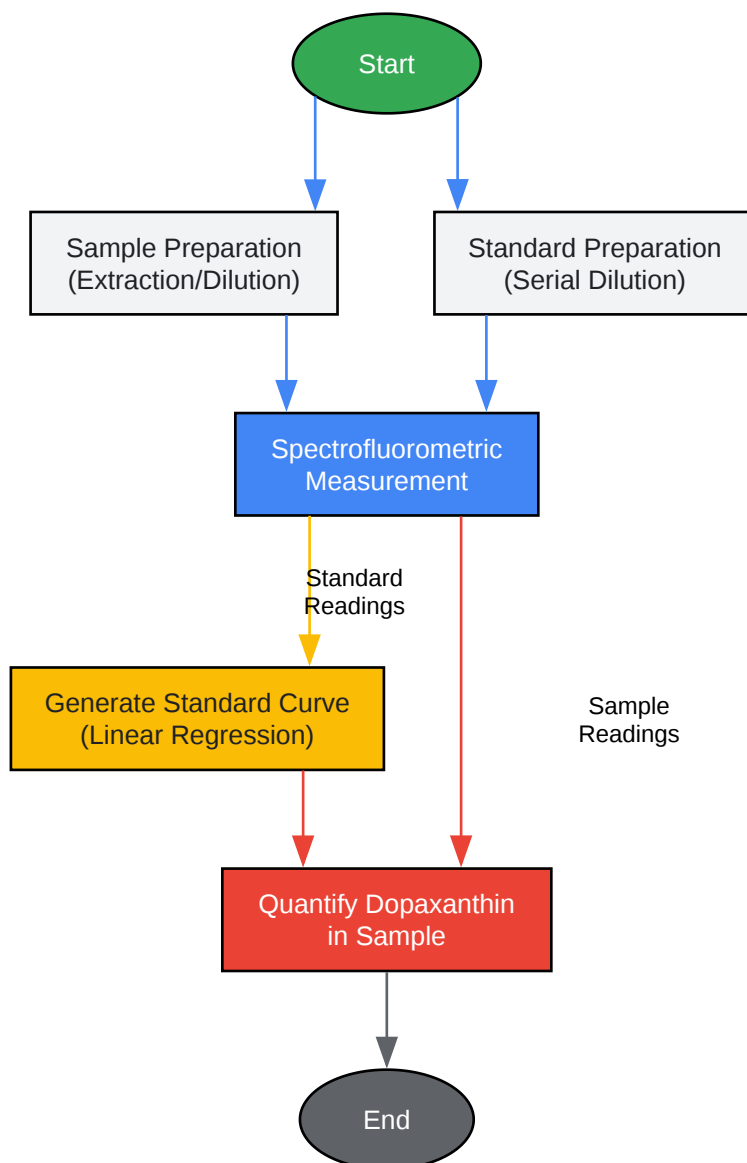 Start
Sample Preparation
(Extraction/Dilution)
Standard Preparation
(Serial Dilution)
Spectrofluorometric
Measurement
Standard
Readings
Generate Standard Curve
(Linear Regression)
Sample
Readings
Quantify Dopaxanthin
in Sample
End